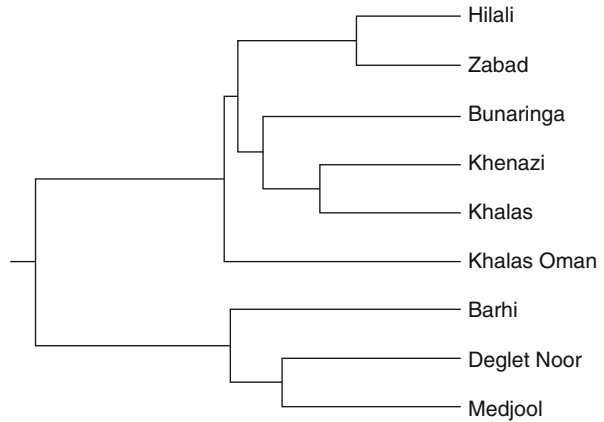 Hilali
Zabad
Bunaringa
Khenazi
Khalas
Khalas Oman
Barhi
Deglet Noor
Medjool